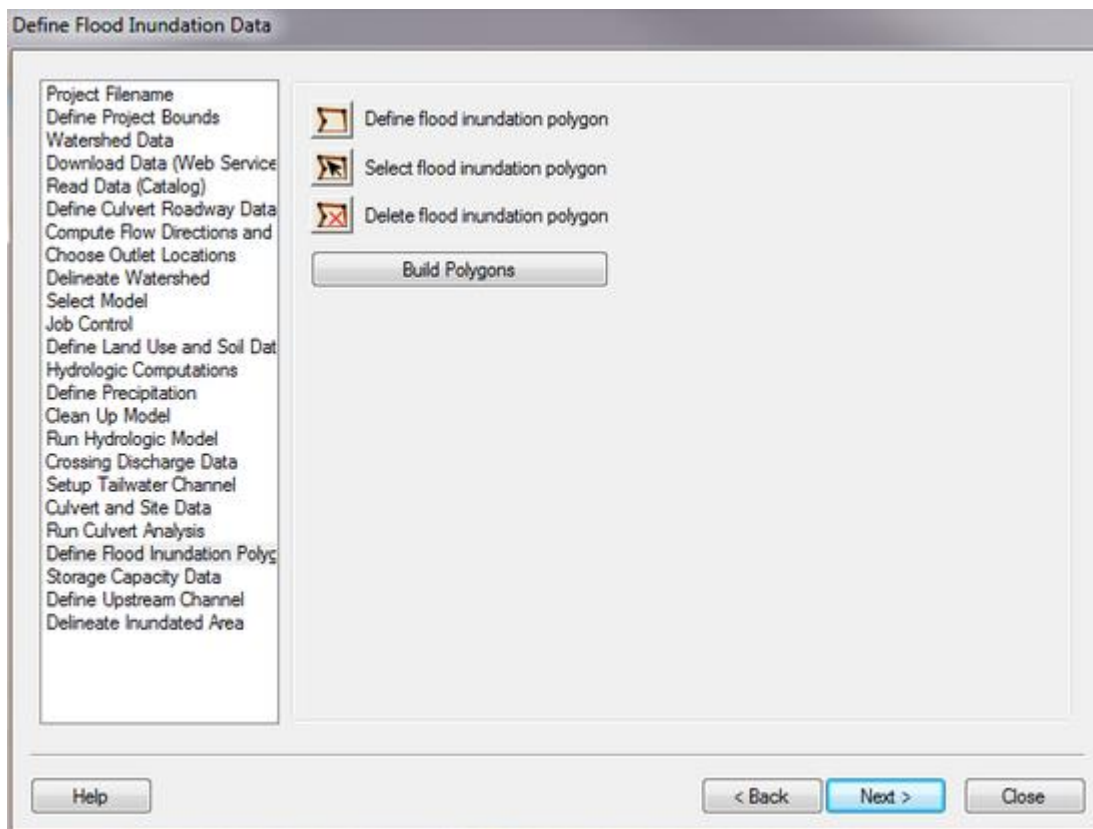 Define Flood Inundation Data
Project Filename
Define Project Bounds
Watershed Data
Download Data (Web Service
Read Data (Catalog)
Define Culvert Roadway Data
Compute Flow Directions and
Choose Outlet Locations
Delineate Watershed
Select Model
Job Control
Define Land Use and Soil Dat
Hydrologic Computations
Define Precipitation
Clean Up Model
Run Hydrologic Model
Crossing Discharge Data
Setup Tailwater Channel
Culvert and Site Data
Run Culvert Analysis
Define Flood Inundation Polyg
Storage Capacity Data
Define Upstream Channel
Delineate Inundated Area
Define flood inundation polygon
Select flood inundation polygon
Delete flood inundation polygon
Build Polygons
Help
< Back
Next >
Close